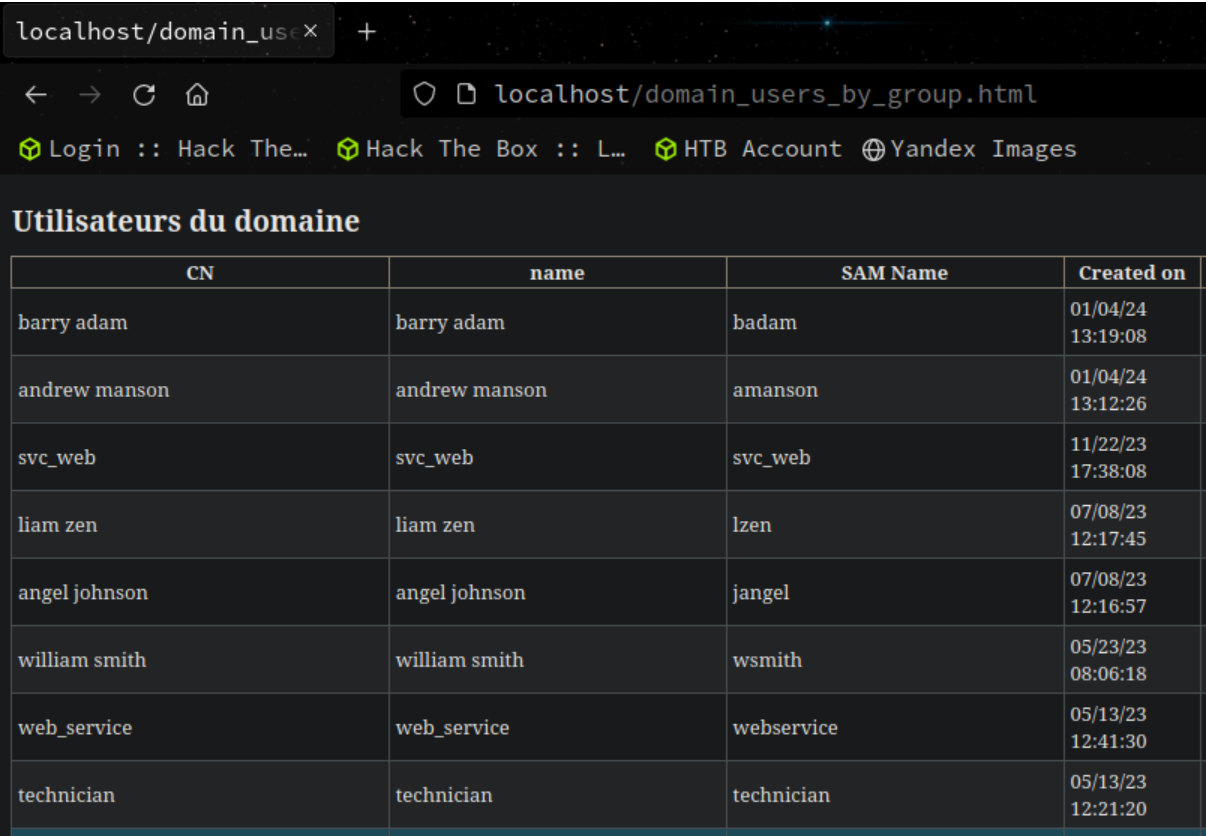 localhost/domain_us
localhost/domain_users_by_group.html
Login :: Hack The… Hack The Box :: L… HTB Account Yandex Images
Utilisateurs du domaine
CN name SAM Name Created on
barry adam barry adam badam 01/04/24
13:19:08
andrew manson andrew manson amanson 01/04/24
13:12:26
svc_web svc_web svc_web 11/22/23
17:38:08
liam zen liam zen lzen 07/08/23
12:17:45
angel johnson angel johnson jangel 07/08/23
12:16:57
william smith william smith wsmith 05/23/23
08:06:18
web_service web_service webservice 05/13/23
12:41:30
technician technician technician 05/13/23
12:21:20